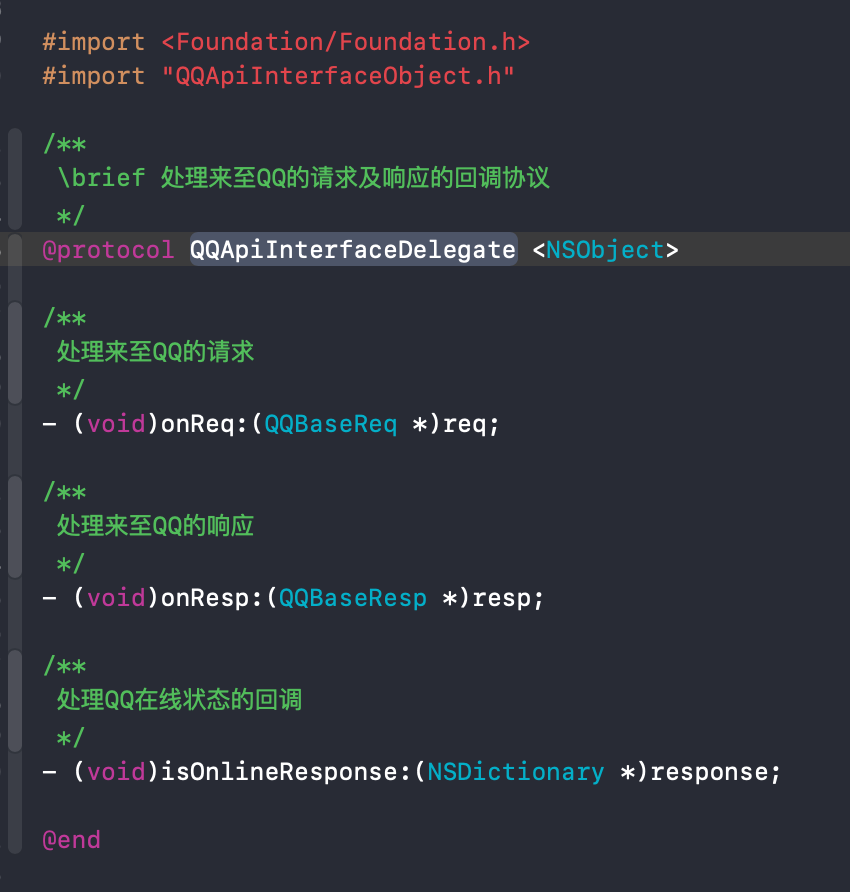 #import <Foundation/Foundation.h>
#import "QQApiInterfaceObject.h"
/**
\brief 处理来至QQ的请求及响应的回调协议
*/
@protocol QQApiInterfaceDelegate <NSObject>
/**
处理来至QQ的请求
*/
- (void)onReq:(QQBaseReq *)req;
/**
处理来至QQ的响应
*/
- (void)onResp:(QQBaseResp *)resp;
/**
处理QQ在线状态的回调
*/
- (void)isOnlineResponse:(NSDictionary *)response;
@end